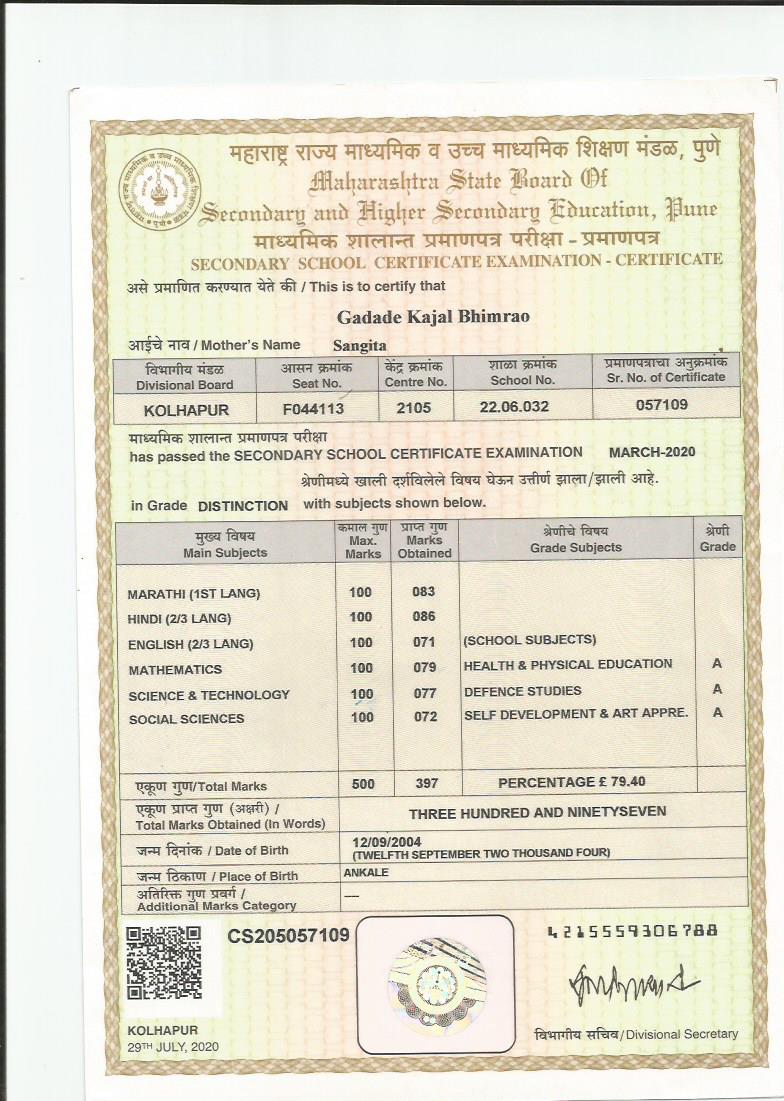 महाराष्ट्र राज्य माध्यमिक व उच्च माध्यमिक शिक्षण मंडळ, पुणे
Maharashtra State Board Of
Secondary and Higher Secondary Education, Pune
माध्यमिक शालान्त प्रमाणपत्र परीक्षा - प्रमाणपत्र
SECONDARY SCHOOL CERTIFICATE EXAMINATION - CERTIFICATE
असे प्रमाणित करण्यात येते की / This is to certify that
Gadade Kajal Bhimrao
आईचे नाव / Mother's Name Sangita
विभागीय मंडळ आसन क्रमांक केंद्र क्रमांक शाळा क्रमांक प्रमाणपत्राचा अनुक्रमांक
Divisional Board Seat No. Centre No. School No. Sr. No. of Certificate
KOLHAPUR F044113 2105 22.06.032 057109
माध्यमिक शालान्त प्रमाणपत्र परीक्षा
has passed the SECONDARY SCHOOL CERTIFICATE EXAMINATION MARCH-2020
श्रेणीमध्ये खाली दर्शविलेले विषय घेऊन उत्तीर्ण झाला/झाली आहे.
in Grade DISTINCTION with subjects shown below.
मुख्य विषय कमाल गुण प्राप्त गुण श्रेणीचे विषय श्रेणी
Main Subjects Max. Marks Marks Obtained Grade Subjects Grade
MARATHI (1ST LANG) 100 083
HINDI (2/3 LANG) 100 086
ENGLISH (2/3 LANG) 100 071 (SCHOOL SUBJECTS)
MATHEMATICS 100 079 HEALTH & PHYSICAL EDUCATION A
SCIENCE & TECHNOLOGY 100 077 DEFENCE STUDIES A
SOCIAL SCIENCES 100 072 SELF DEVELOPMENT & ART APPRE. A
एकूण गुण/Total Marks 500 397 PERCENTAGE £ 79.40
एकूण प्राप्त गुण (अक्षरी) /
Total Marks Obtained (In Words) THREE HUNDRED AND NINETYSEVEN
जन्म दिनांक / Date of Birth 12/09/2004
(TWELFTH SEPTEMBER TWO THOUSAND FOUR)
जन्म ठिकाण / Place of Birth ANKALE
अतिरिक्त गुण प्रवर्ग /
Additional Marks Category ----
CS205057109 4215559306788
KOLHAPUR
29TH JULY, 2020
विभागीय सचिव/Divisional Secretary